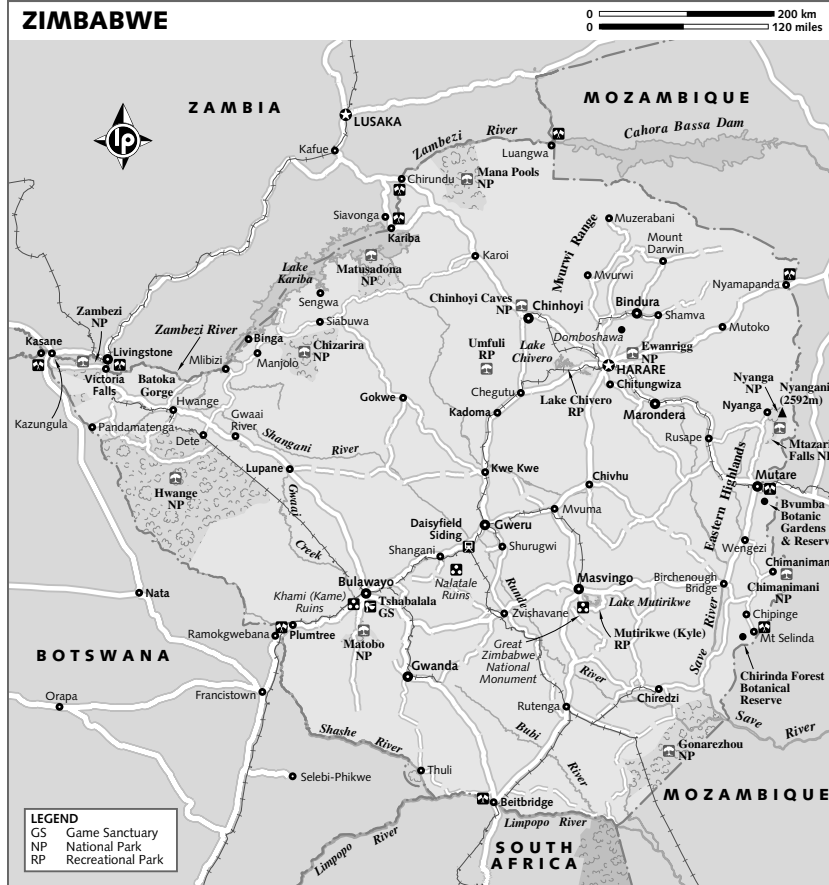 ZIMBABWE
0 200 km
0 120 miles
ZAMBIA
MOZAMBIQUE
lp
LUSAKA
Cahora Bassa Dam
Zambezi River
Kafue
Luangwa
Mana Pools
NP
Chirundu
Siavonga
Kariba
Muzerabani
Mvurwi Range
Mount
Darwin
Karoi
Lake
Kariba
Matusadona
NP
Mvurwi
Nyamapanda
Sengwa
Chinhoyi Caves
NP
Chinhoyi
Bindura
Shamva
Zambezi
NP
Zambezi River
Siabuwa
Domboshawa
Mutoko
Kasane
Livingstone
Binga
Chizarira
NP
Umfuli
RP
Lake
Chivero
Ewanrigg
NP
HARARE
Mlibizi
Manjolo
Victoria
Falls
Batoka
Gorge
Chitungwiza
Nyanga
NP
Nyangani
(2592m)
Kazungula
Hwange
Gokwe
Chegutu
Lake Chivero
RP
Marondera
Kadoma
Nyanga
Pandamatenga
Gwaai
River
Dete
Shangani River
Rusape
Mtazari
Falls NP
Lupane
Kwe Kwe
Chivhu
Hwange
NP
Gwaai
Creek
Eastern Highlands
Mutare
Daisyfield
Siding
Gweru
Mvuma
Bvumba
Botanic
Gardens
& Reserve
Shangani
Shurugwi
Wengezi
Nalatale
Ruins
Runde
River
Bulawayo
Masvingo
Birchenough
Bridge
Chimanimani
Chimanimani
NP
Nata
Khami (Kame)
Ruins
Tshabalala
GS
Zvishavane
Lake Mutirikwe
Chipinge
Ramokgwebana
Plumtree
Matobo
NP
Great
Zimbabwe
National
Monument
Mutirikwe (Kyle)
RP
Save River
Mt Selinda
BOTSWANA
Gwanda
Chirinda Forest
Botanical
Reserve
Orapa
Francistown
Chiredzi
Rutenga
Save River
Shashe
River
Bubi
River
Gonarezhou
NP
Selebi-Phikwe
Thuli
MOZAMBIQUE
Beitbridge
Limpopo River
Limpopo River
SOUTH
AFRICA
LEGEND
GS Game Sanctuary
NP National Park
RP Recreational Park